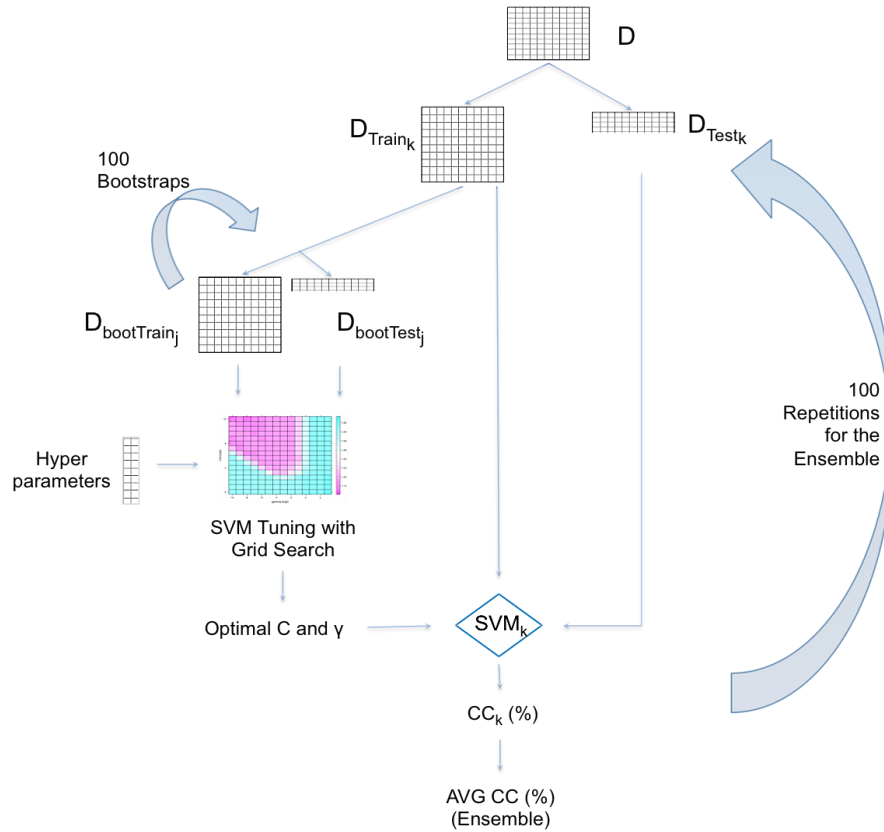 D
D_Train_k
D_Test_k
100
Bootstraps
D_bootTrain_j
D_bootTest_j
100
Repetitions
for the
Ensemble
Hyper
parameters
SVM Tuning with
Grid Search
Optimal C and γ
SVM_k
CC_k (%)
AVG CC (%)
(Ensemble)